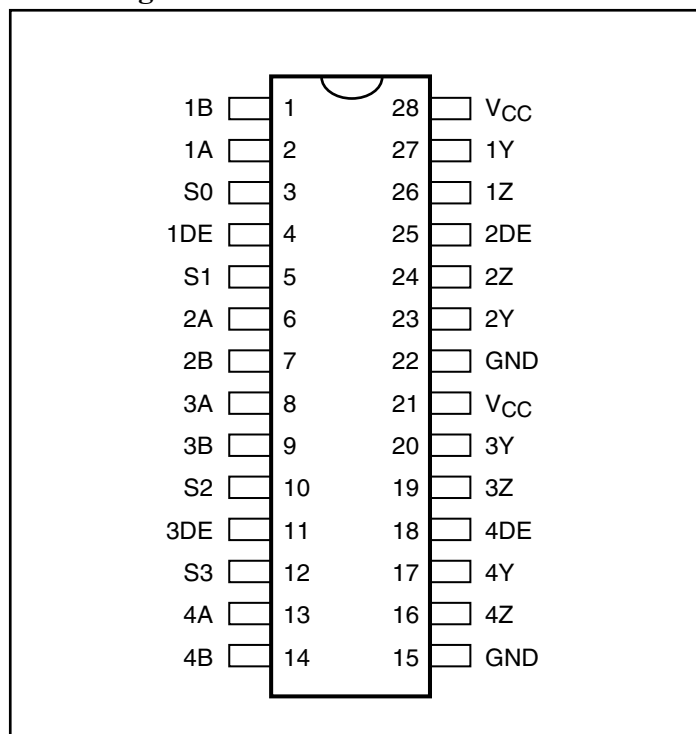 1B 1 28 VCC
1A 2 27 1Y
S0 3 26 1Z
1DE 4 25 2DE
S1 5 24 2Z
2A 6 23 2Y
2B 7 22 GND
3A 8 21 VCC
3B 9 20 3Y
S2 10 19 3Z
3DE 11 18 4DE
S3 12 17 4Y
4A 13 16 4Z
4B 14 15 GND